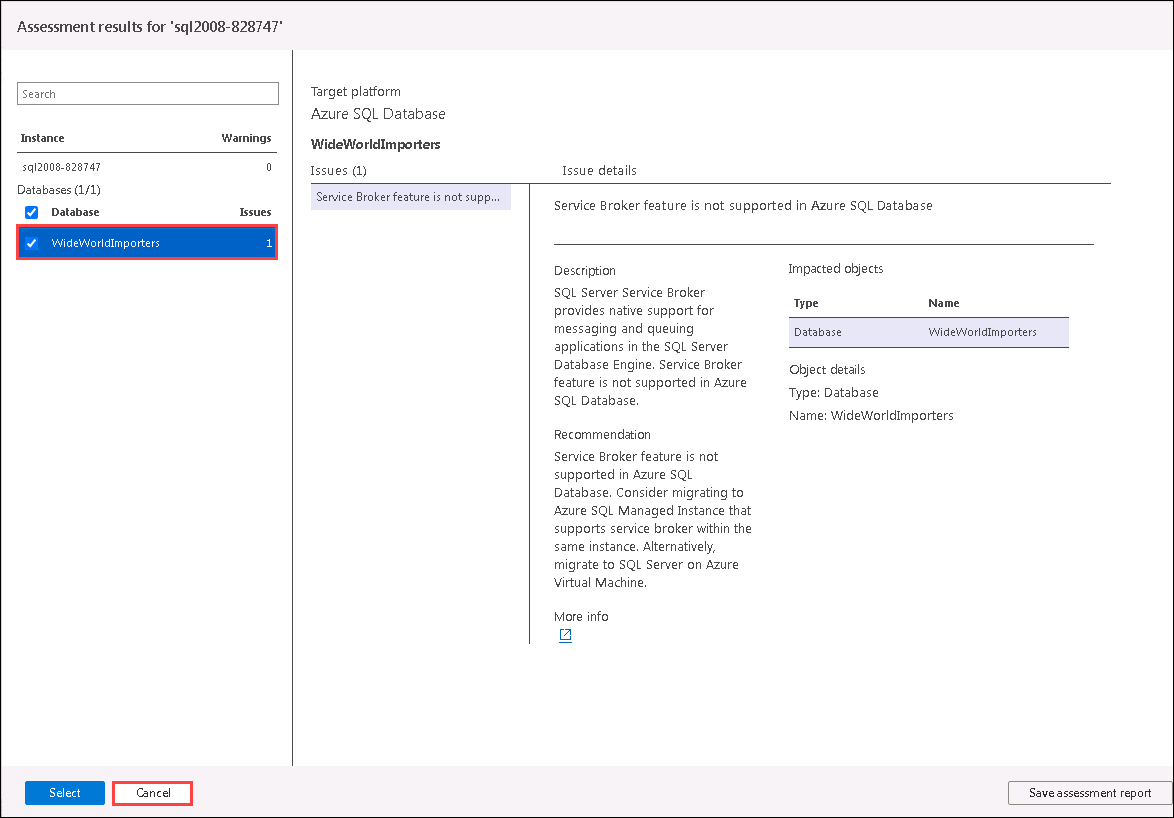 Assessment results for 'sql2008-828747'
Search
Instance Warnings
sql2008-828747 0
Databases (1/1)
Database Issues
WideWorldImporters 1
Target platform
Azure SQL Database
WideWorldImporters
Issues (1)
Service Broker feature is not supp...
Issue details
Service Broker feature is not supported in Azure SQL Database
Description
SQL Server Service Broker
provides native support for
messaging and queuing
applications in the SQL Server
Database Engine. Service Broker
feature is not supported in Azure
SQL Database.
Recommendation
Service Broker feature is not
supported in Azure SQL
Database. Consider migrating to
Azure SQL Managed Instance that
supports service broker within the
same instance. Alternatively,
migrate to SQL Server on Azure
Virtual Machine.
More info
Impacted objects
Type Name
Database WideWorldImporters
Object details
Type: Database
Name: WideWorldImporters
Select
Cancel
Save assessment report